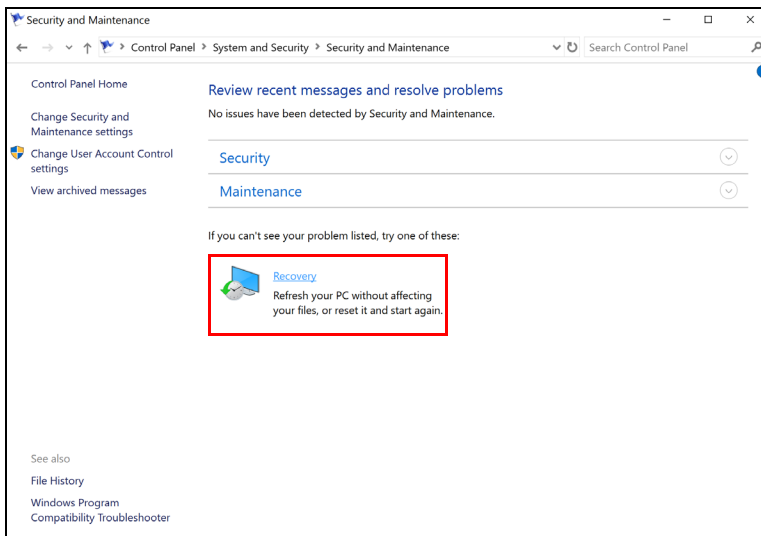 Security and Maintenance
Control Panel > System and Security > Security and Maintenance
Search Control Panel
Control Panel Home
Change Security and
Maintenance settings
Change User Account Control
settings
View archived messages
Review recent messages and resolve problems
No issues have been detected by Security and Maintenance.
Security
Maintenance
If you can't see your problem listed, try one of these:
Recovery
Refresh your PC without affecting
your files, or reset it and start again.
See also
File History
Windows Program
Compatibility Troubleshooter